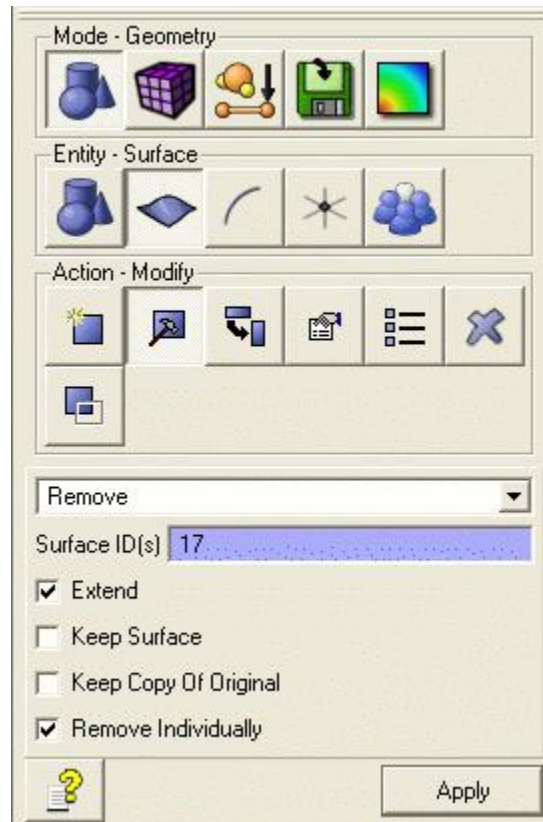 Mode - Geometry
Entity - Surface
Action - Modify
Remove
Surface ID(s) 17
Extend
Keep Surface
Keep Copy Of Original
Remove Individually
Apply